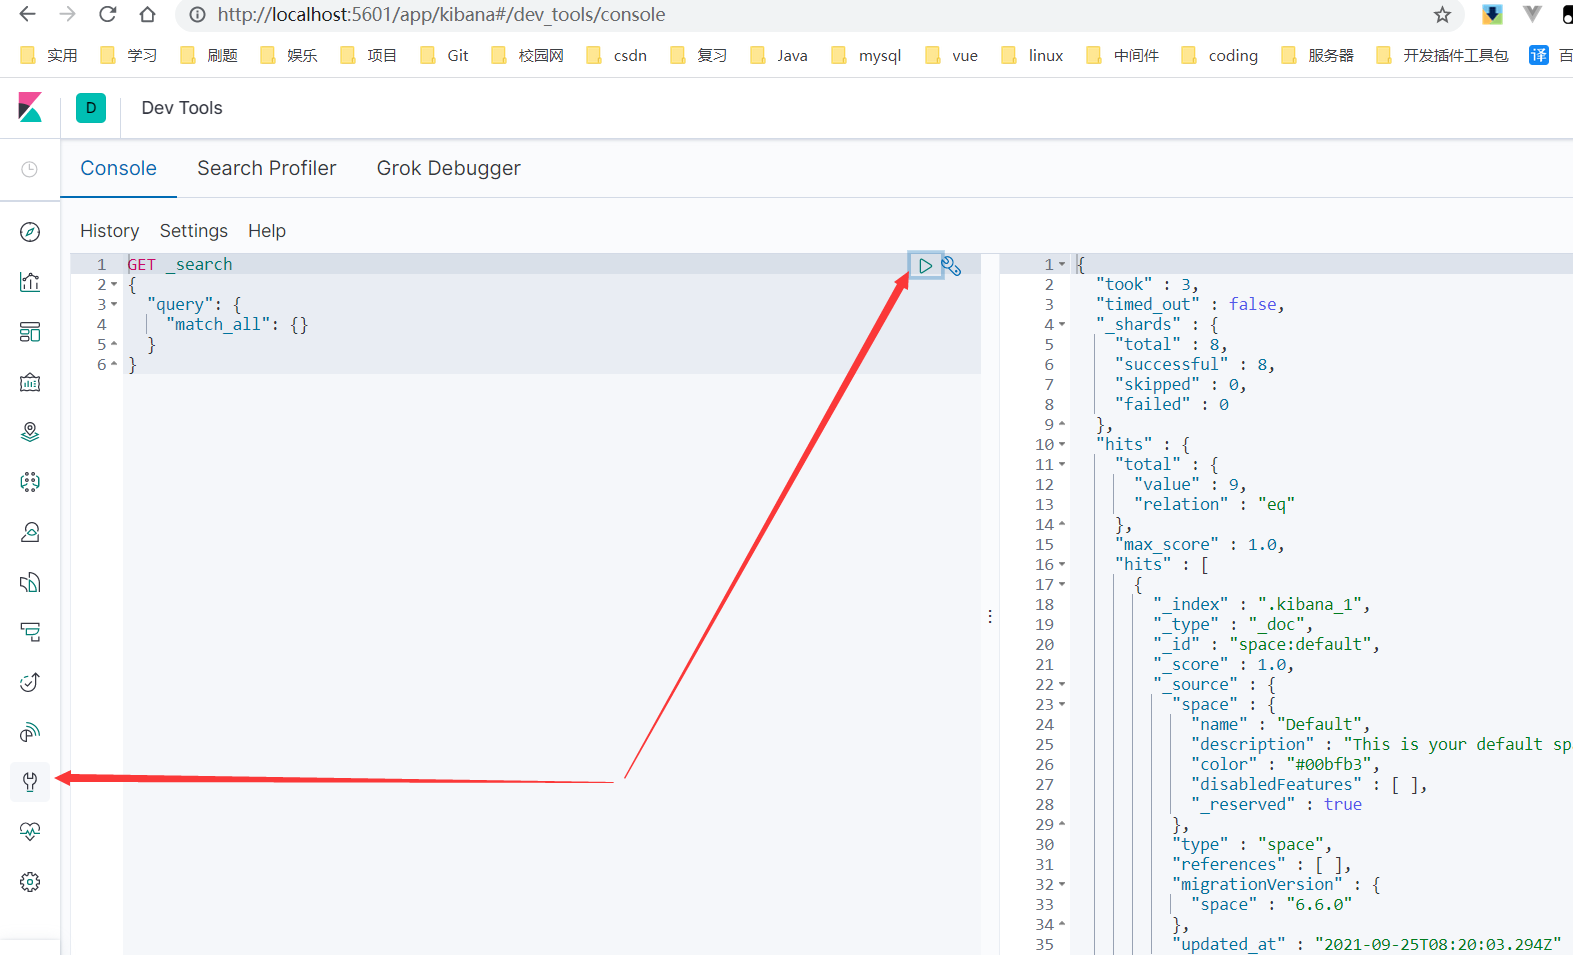 http://localhost:5601/app/kibana#/dev_tools/console
实用 学习 刷题 娱乐 项目 Git 校园网 csdn 复习 Java mysql vue linux 中间件 coding 服务器 开发插件工具包 译 百
D Dev Tools
Console Search Profiler Grok Debugger
History Settings Help
1 GET _search
2 {
3 "query": {
4 "match_all": {}
5 }
6 }
1 {
2 "took" : 3,
3 "timed_out" : false,
4 "_shards" : {
5 "total" : 8,
6 "successful" : 8,
7 "skipped" : 0,
8 "failed" : 0
9 },
10 "hits" : {
11 "total" : {
12 "value" : 9,
13 "relation" : "eq"
14 },
15 "max_score" : 1.0,
16 "hits" : [
17 {
18 "_index" : ".kibana_1",
19 "_type" : "_doc",
20 "_id" : "space:default",
21 "_score" : 1.0,
22 "_source" : {
23 "space" : {
24 "name" : "Default",
25 "description" : "This is your default sp
26 "color" : "#00bfb3",
27 "disabledFeatures" : [ ],
28 "_reserved" : true
29 },
30 "type" : "space",
31 "references" : [ ],
32 "migrationVersion" : {
33 "space" : "6.6.0"
34 },
35 "updated_at" : "2021-09-25T08:20:03.294Z"